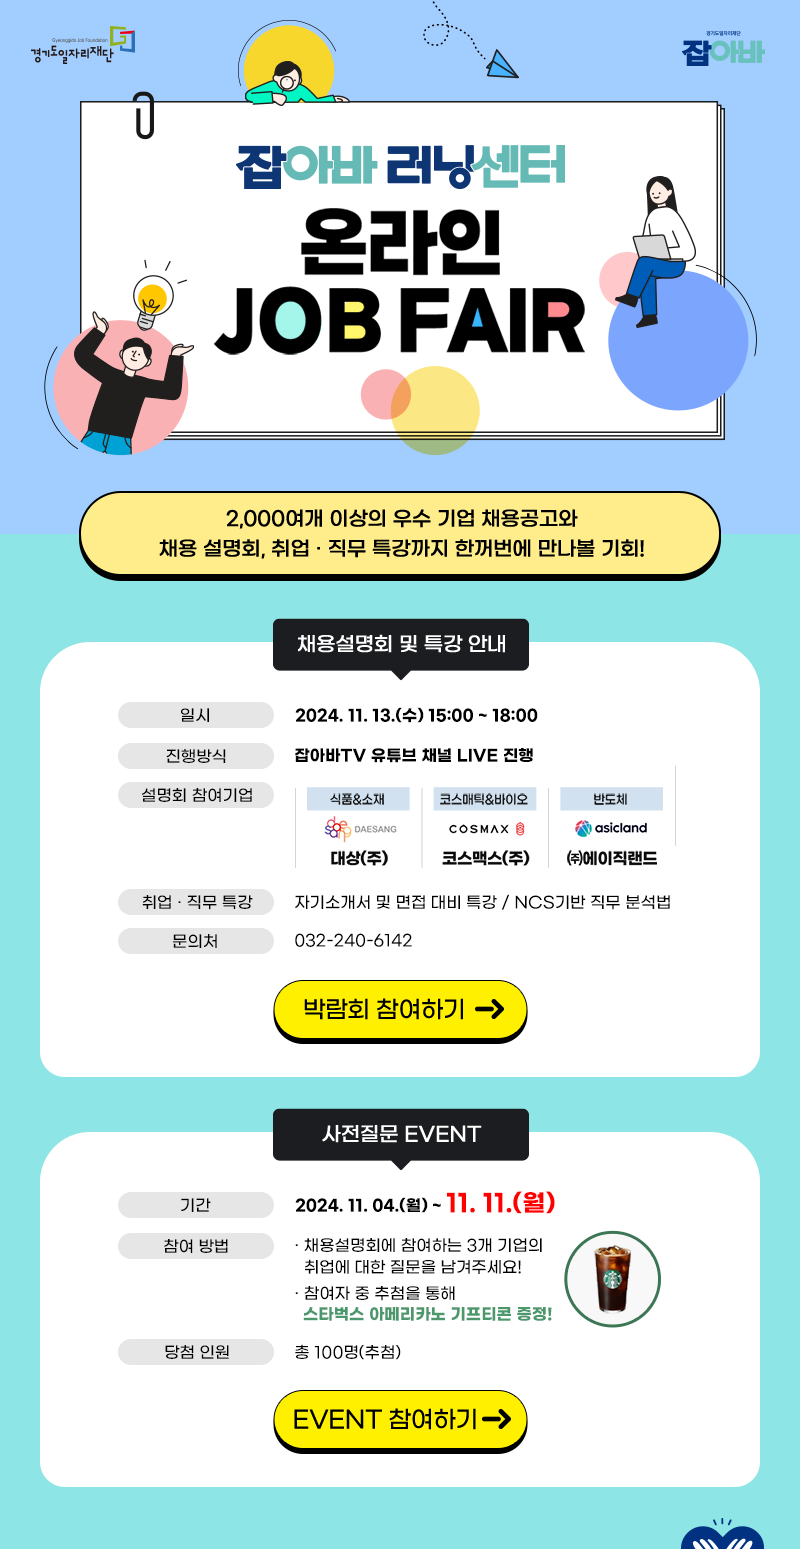 Gyeonggido Job Foundation
경기도일자리재단
경기도일자리재단
잡아바
잡아바 러닝센터
온라인
JOB FAIR
2,000여개 이상의 우수 기업 채용공고와
채용 설명회, 취업 · 직무 특강까지 한꺼번에 만나볼 기회!
채용설명회 및 특강 안내
일시
2024. 11. 13.(수) 15:00 ~ 18:00
진행방식
잡아바TV 유튜브 채널 LIVE 진행
설명회 참여기업
식품&소재
코스매틱&바이오
반도체
DAESANG
COSMAX
asicland
대상(주)
코스맥스(주)
㈜에이직랜드
취업 · 직무 특강
자기소개서 및 면접 대비 특강 / NCS기반 직무 분석법
문의처
032-240-6142
박람회 참여하기
사전질문 EVENT
기간
2024. 11. 04.(월) ~ 11. 11.(월)
참여 방법
· 채용설명회에 참여하는 3개 기업의
취업에 대한 질문을 남겨주세요!
· 참여자 중 추첨을 통해
스타벅스 아메리카노 기프티콘 증정!
당첨 인원
총 100명(추첨)
EVENT 참여하기